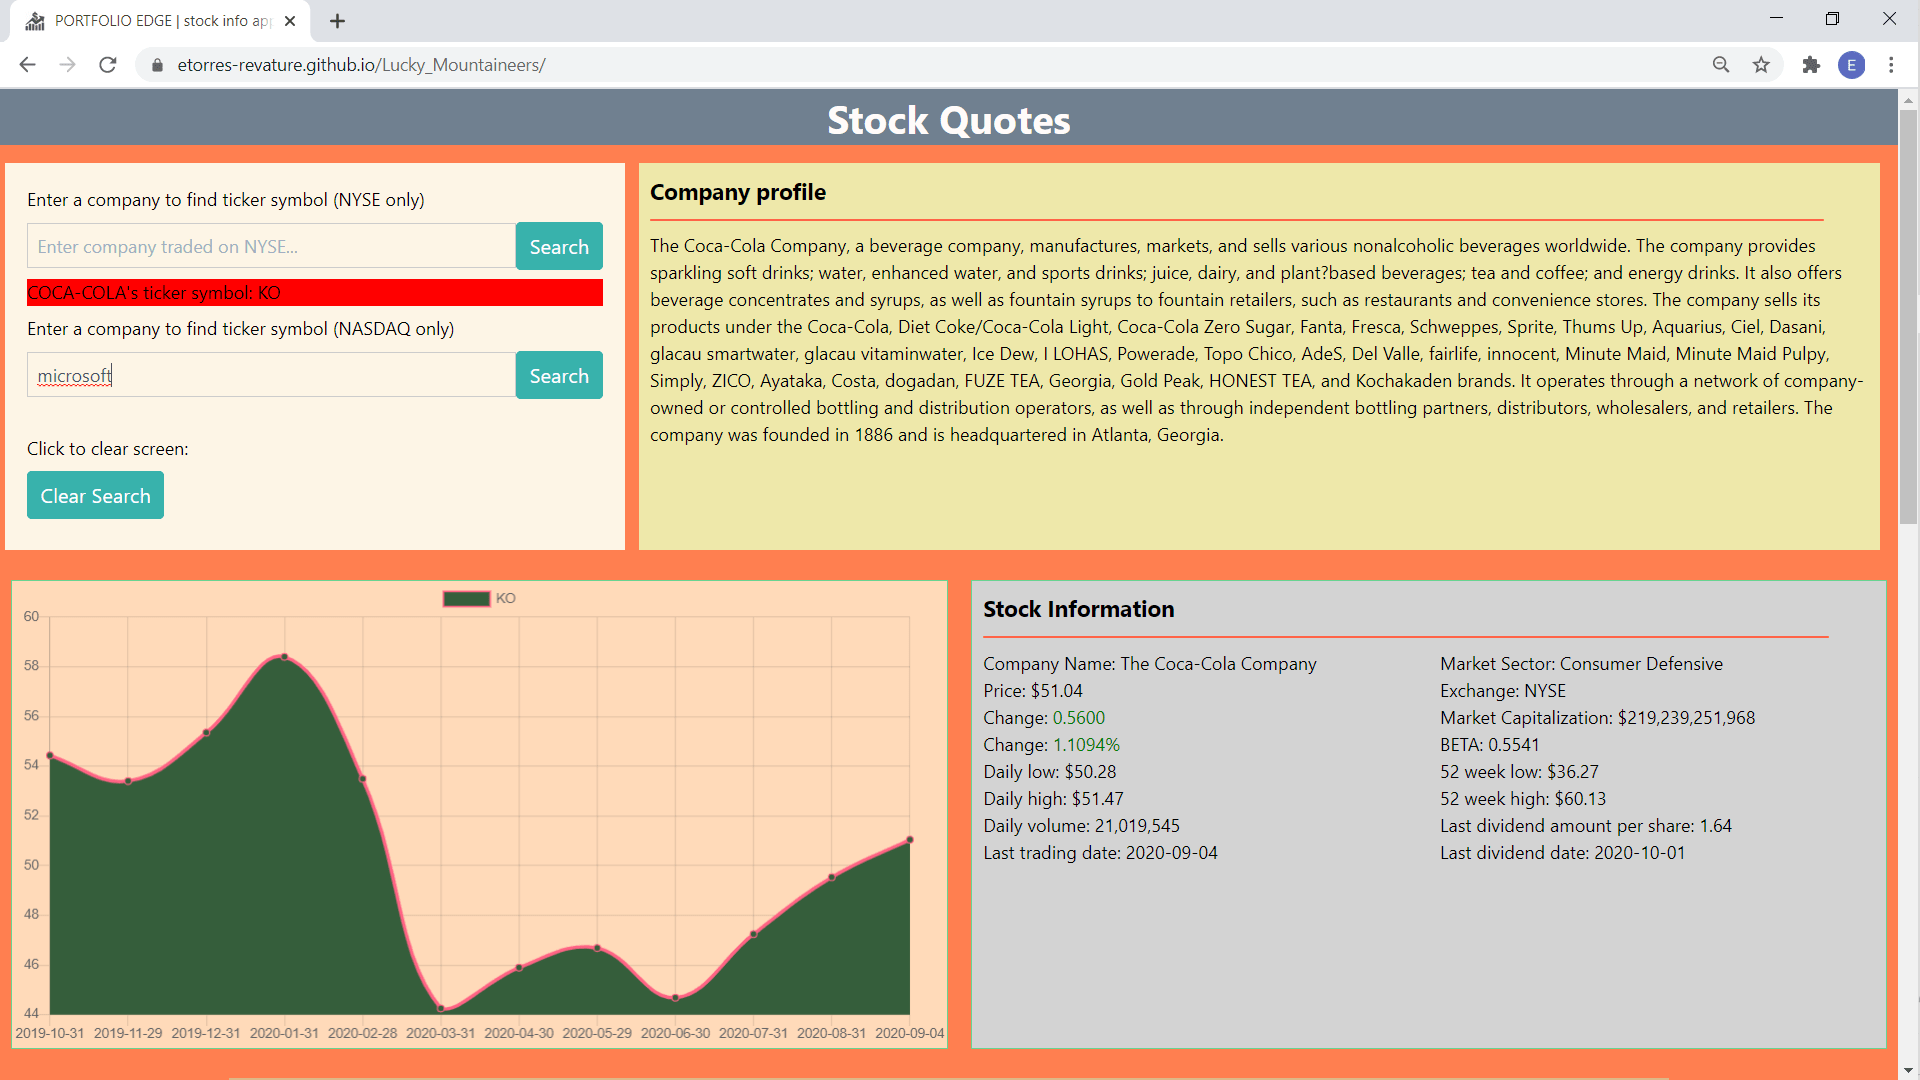 PORTFOLIO EDGE | stock info app
etorres-revature.github.io/Lucky_Mountaineers/
E
Stock Quotes
Enter a company to find ticker symbol (NYSE only)
Enter company traded on NYSE...
Search
COCA-COLA's ticker symbol: KO
Enter a company to find ticker symbol (NASDAQ only)
microsoft
Search
Click to clear screen:
Clear Search
Company profile
The Coca-Cola Company, a beverage company, manufactures, markets, and sells various nonalcoholic beverages worldwide. The company provides
sparkling soft drinks; water, enhanced water, and sports drinks; juice, dairy, and plant?based beverages; tea and coffee; and energy drinks. It also offers
beverage concentrates and syrups, as well as fountain syrups to fountain retailers, such as restaurants and convenience stores. The company sells its
products under the Coca-Cola, Diet Coke/Coca-Cola Light, Coca-Cola Zero Sugar, Fanta, Fresca, Schweppes, Sprite, Thums Up, Aquarius, Ciel, Dasani,
glacau smartwater, glacau vitaminwater, Ice Dew, I LOHAS, Powerade, Topo Chico, AdeS, Del Valle, fairlife, innocent, Minute Maid, Minute Maid Pulpy,
Simply, ZICO, Ayataka, Costa, dogadan, FUZE TEA, Georgia, Gold Peak, HONEST TEA, and Kochakaden brands. It operates through a network of company-
owned or controlled bottling and distribution operators, as well as through independent bottling partners, distributors, wholesalers, and retailers. The
company was founded in 1886 and is headquartered in Atlanta, Georgia.
KO
60
58
56
54
52
50
48
46
44
2019-10-31 2019-11-29 2019-12-31 2020-01-31 2020-02-28 2020-03-31 2020-04-30 2020-05-29 2020-06-30 2020-07-31 2020-08-31 2020-09-04
Stock Information
Company Name: The Coca-Cola Company
Price: $51.04
Change: 0.5600
Change: 1.1094%
Daily low: $50.28
Daily high: $51.47
Daily volume: 21,019,545
Last trading date: 2020-09-04
Market Sector: Consumer Defensive
Exchange: NYSE
Market Capitalization: $219,239,251,968
BETA: 0.5541
52 week low: $36.27
52 week high: $60.13
Last dividend amount per share: 1.64
Last dividend date: 2020-10-01